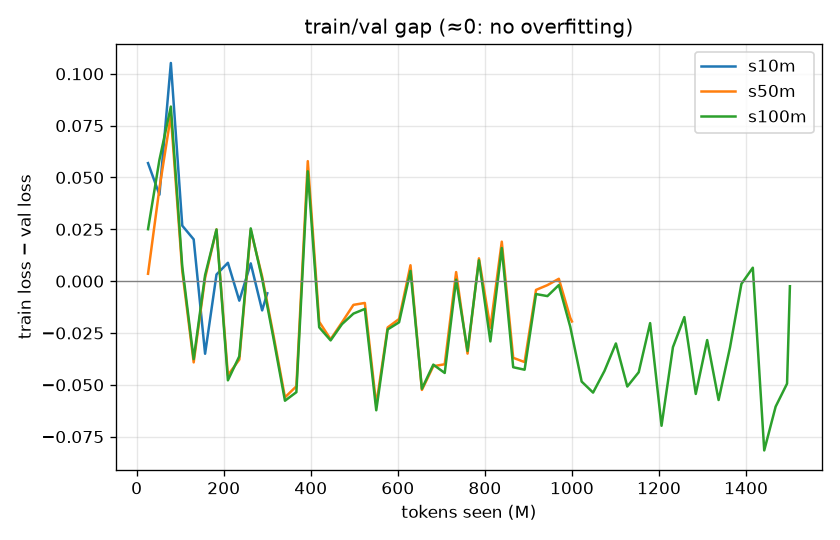 train/val gap (≈0: no overfitting)
s10m
s50m
s100m
0.100
0.075
0.050
0.025
0.000
−0.025
−0.050
−0.075
train loss − val loss
0
200
400
600
800
1000
1200
1400
tokens seen (M)